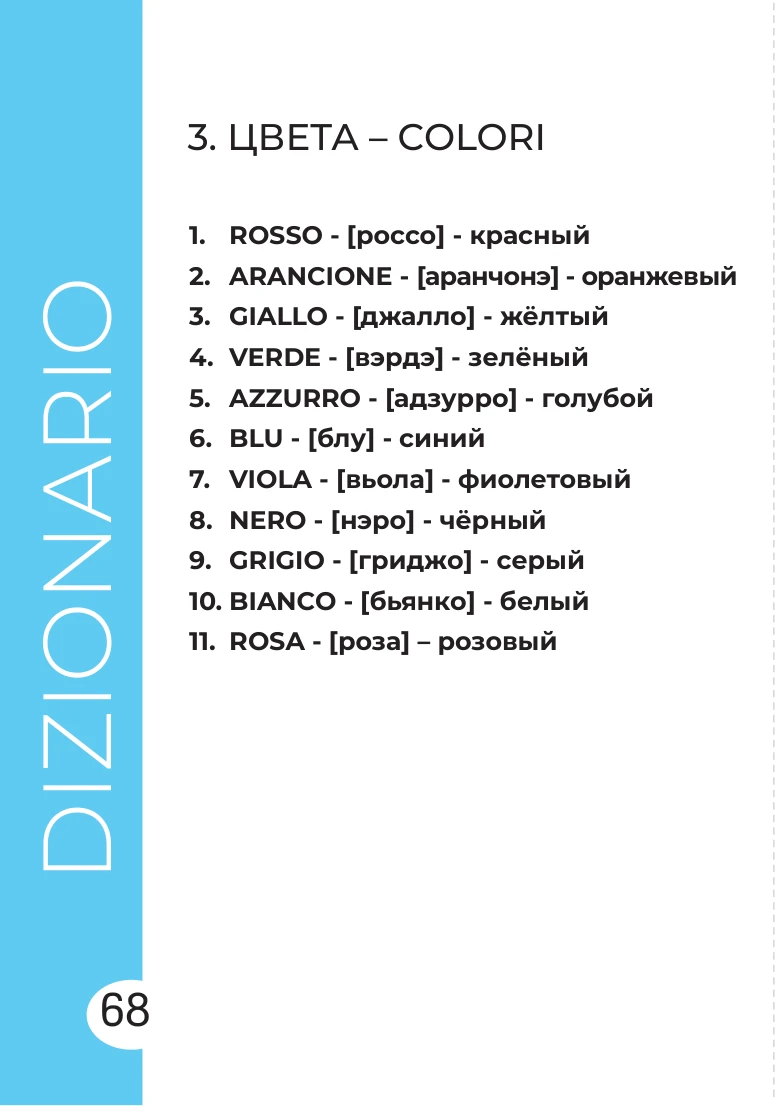 3. ЦВЕТА – COLORI
1. ROSSO - [россо] - красный
2. ARANCIONE - [аранчонэ] - оранжевый
3. GIALLO - [джалло] - жёлтый
4. VERDE - [вэрдэ] - зелёный
5. AZZURRO - [адзурро] - голубой
6. BLU - [блу] - синий
7. VIOLA - [вьола] - фиолетовый
8. NERO - [нэро] - чёрный
9. GRIGIO - [гриджо] - серый
10. BIANCO - [бьянко] - белый
11. ROSA - [роза] – розовый
DIZIONARIO
68